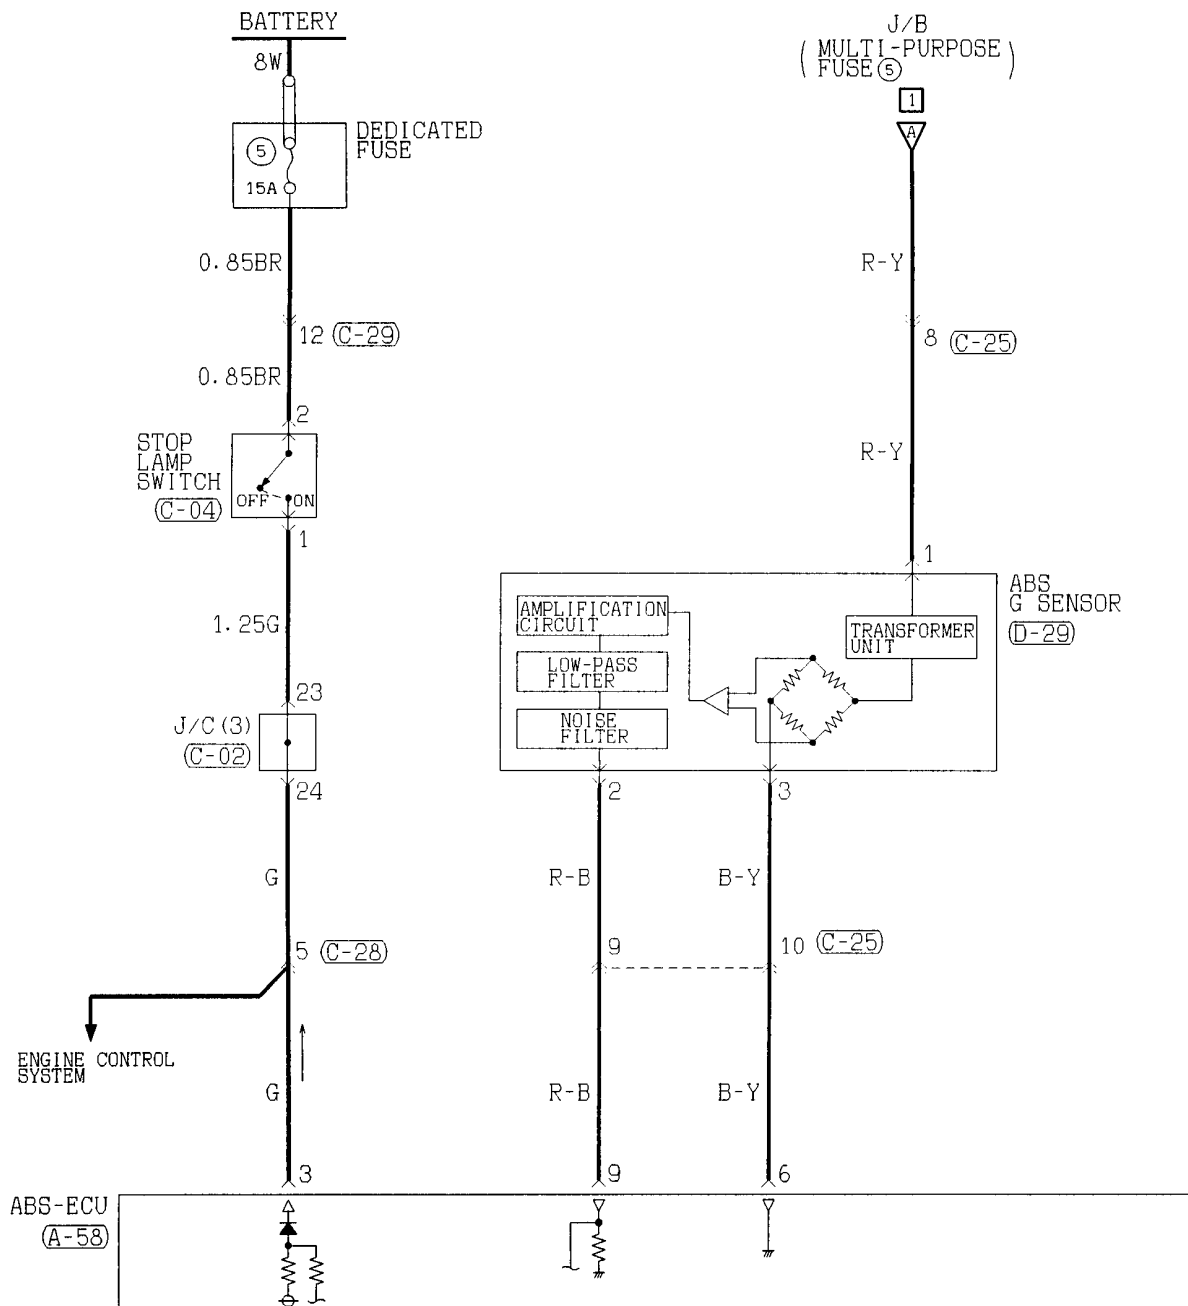 BATTERY
8W
5
15A
DEDICATED
FUSE
0.85BR
12 (C-29)
0.85BR
2
STOP
LAMP
SWITCH
(C-04)
OFF ON
1
1.25G
23
J/C(3)
(C-02)
24
G
5 (C-28)
ENGINE CONTROL
SYSTEM
G
3
J/B
( MULTI-PURPOSE
FUSE 5 )
1
A
R-Y
8 (C-25)
R-Y
1
ABS
G SENSOR
(D-29)
AMPLIFICATION
CIRCUIT
LOW-PASS
FILTER
NOISE
FILTER
TRANSFORMER
UNIT
2
3
R-B
B-Y
9
10 (C-25)
R-B
B-Y
9
6
ABS-ECU
(A-58)